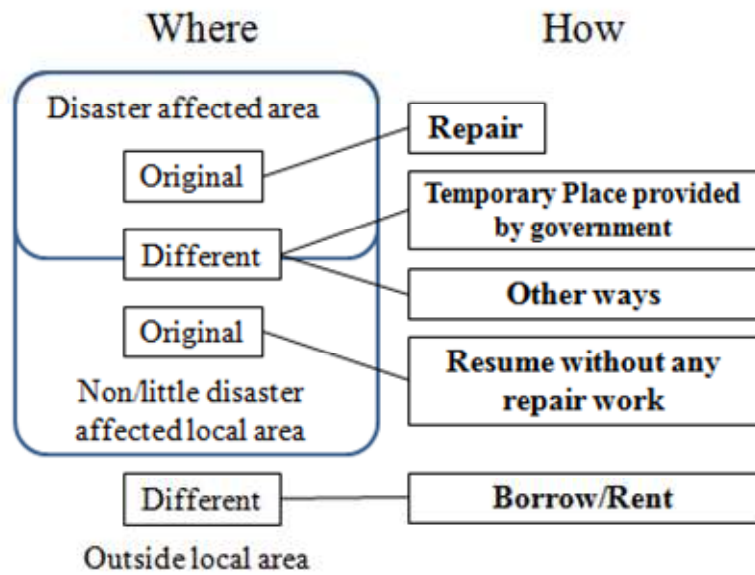 Where
How
Disaster affected area
Repair
Original
Temporary Place provided
by government
Different
Other ways
Original
Resume without any
repair work
Non/little disaster
affected local area
Different
Borrow/Rent
Outside local area